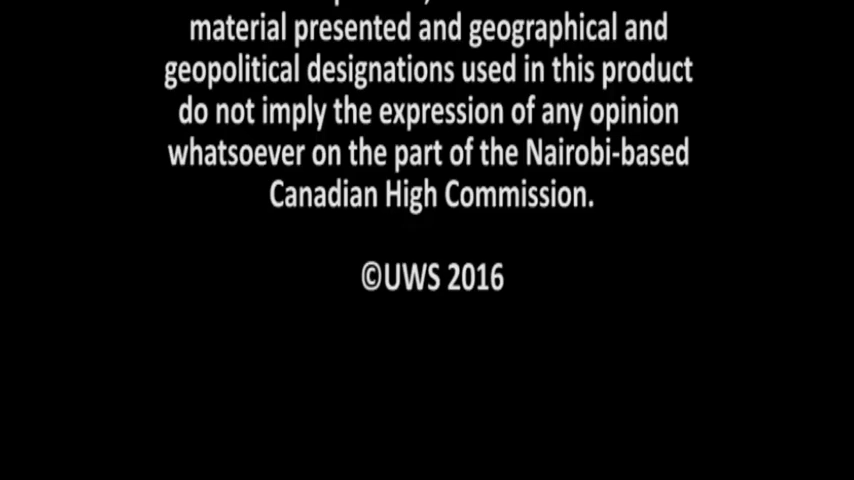 material presented and geographical and
geopolitical designations used in this product
do not imply the expression of any opinion
whatsoever on the part of the Nairobi-based
Canadian High Commission.
©UWS 2016